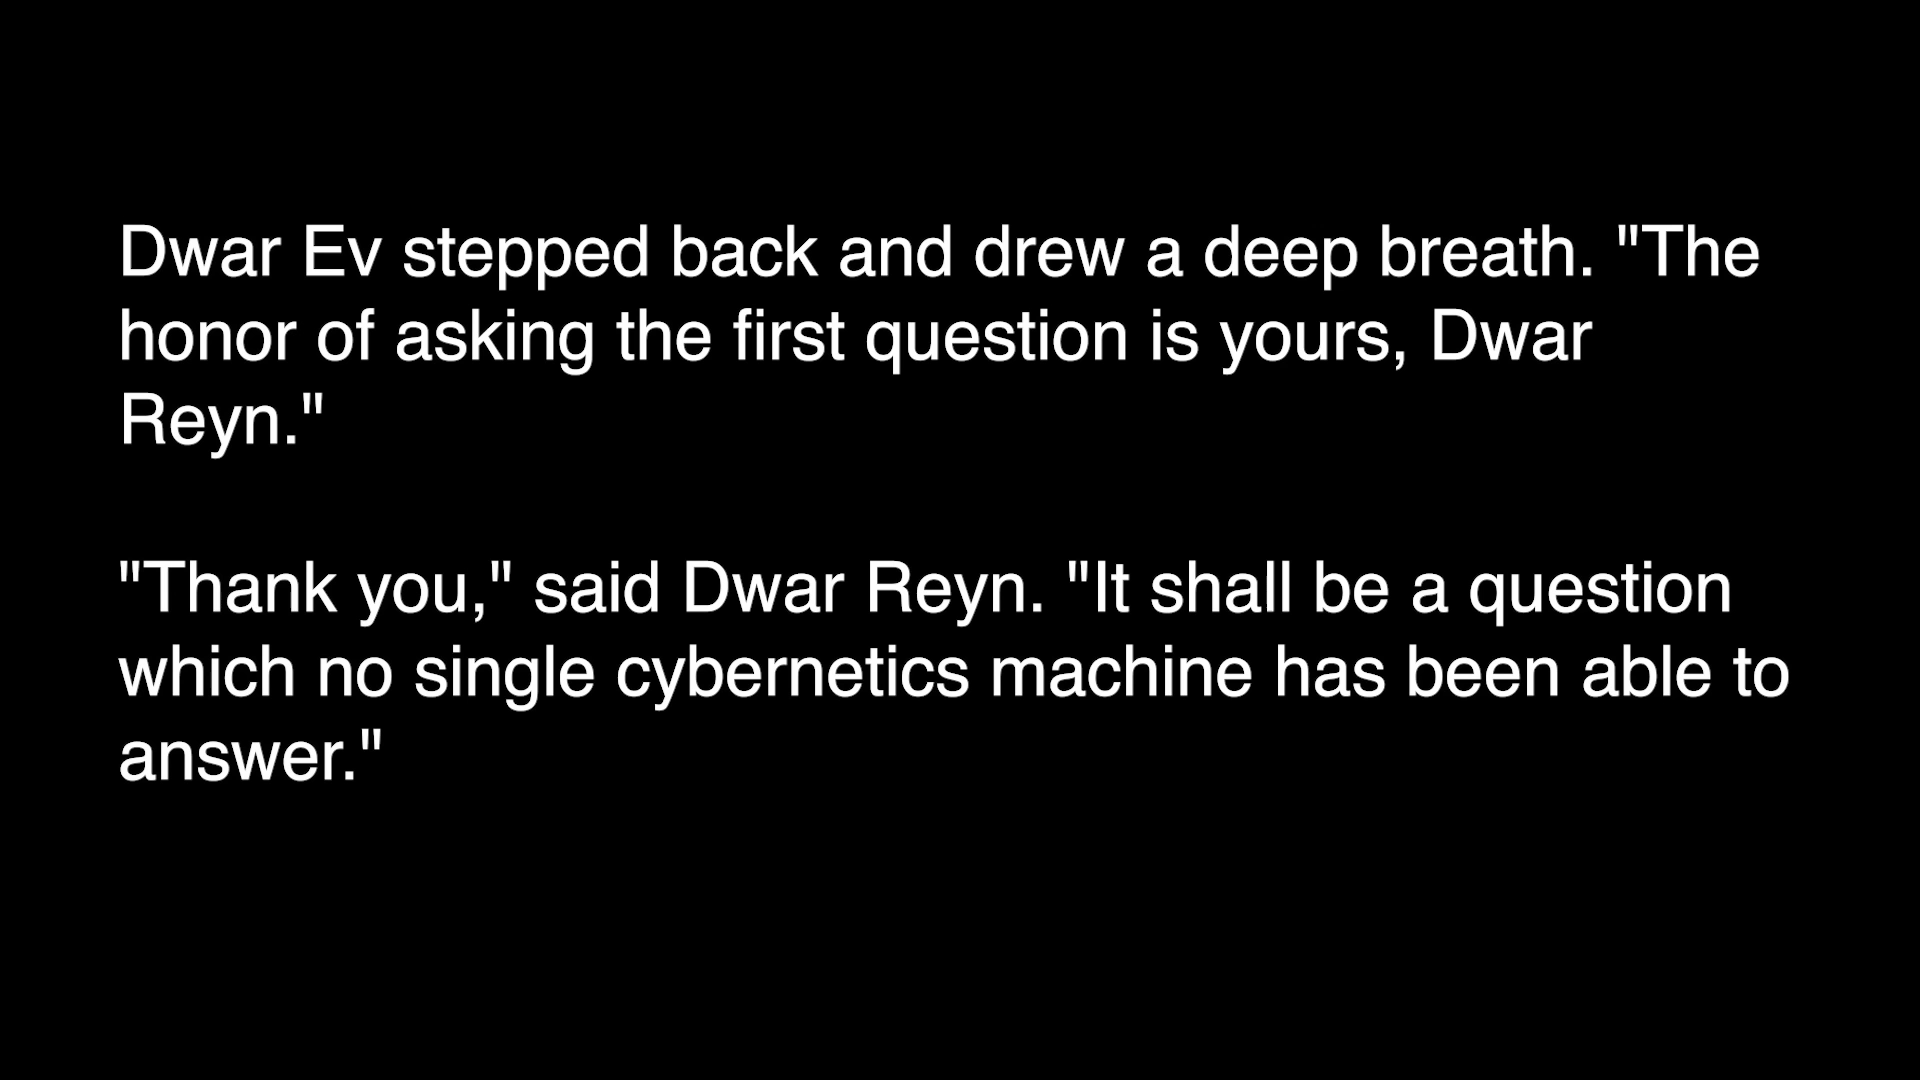 Dwar Ev stepped back and drew a deep breath. "The
honor of asking the first question is yours, Dwar
Reyn."
"Thank you," said Dwar Reyn. "It shall be a question
which no single cybernetics machine has been able to
answer."